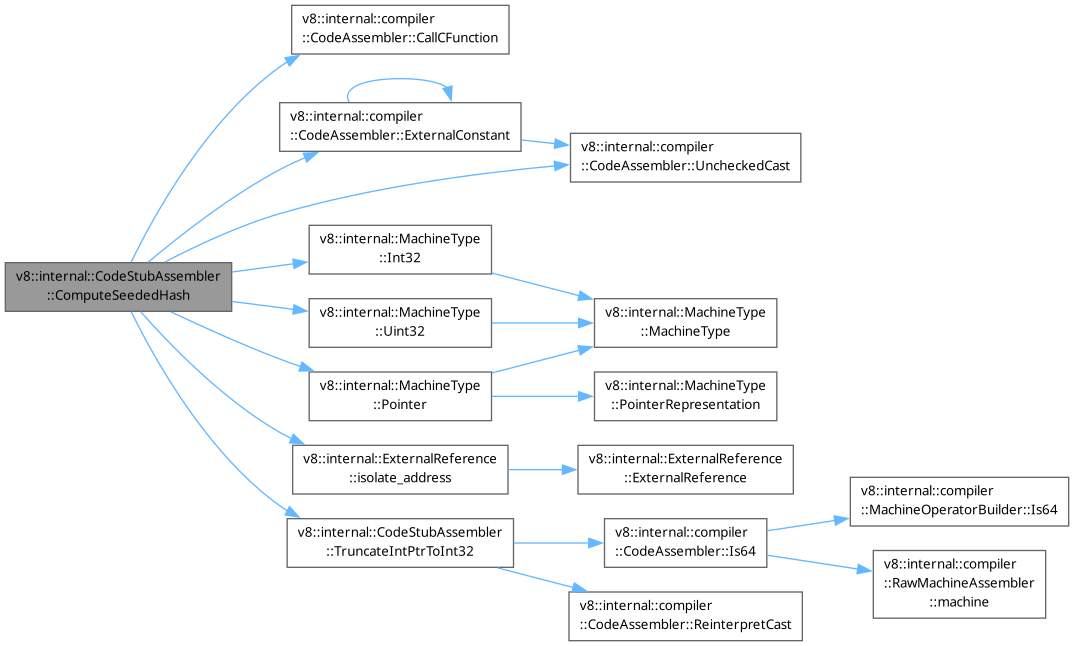 v8::internal::compiler
::CodeAssembler::CallCFunction
v8::internal::compiler
::CodeAssembler::ExternalConstant
v8::internal::compiler
::CodeAssembler::UncheckedCast
v8::internal::MachineType
::Int32
v8::internal::CodeStubAssembler
::ComputeSeededHash
v8::internal::MachineType
::Uint32
v8::internal::MachineType
::MachineType
v8::internal::MachineType
::Pointer
v8::internal::MachineType
::PointerRepresentation
v8::internal::ExternalReference
::isolate_address
v8::internal::ExternalReference
::ExternalReference
v8::internal::CodeStubAssembler
::TruncateIntPtrToInt32
v8::internal::compiler
::CodeAssembler::Is64
v8::internal::compiler
::MachineOperatorBuilder::Is64
v8::internal::compiler
::RawMachineAssembler
::machine
v8::internal::compiler
::CodeAssembler::ReinterpretCast